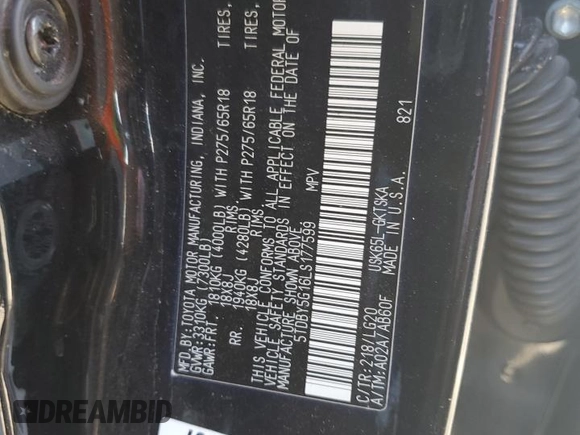 MFD.BY:TOYOTA MOTOR MANUFACTURING, INDIANA, INC.
GVWR:3310KG(7300LB)
GAWR:FRT. 1810KG (4000LB) WITH P275/65R18 TIRES,
18X8J RIMS,
RR. 1940KG (4280LB) WITH P275/65R18 TIRES,
18X8J RIMS,
THIS VEHICLE CONFORMS TO ALL APPLICABLE FEDERAL MOTOR
VEHICLE SAFETY STANDARDS IN EFFECT ON THE DATE OF
MANUFACTURE SHOWN ABOVE.
5TDBY5G16LS177599 MPV
C/TR:218/LG20 USK65L-GKTSKA 821
A/TM:A02A/AB60F MADE IN U.S.A.
DREAMBID